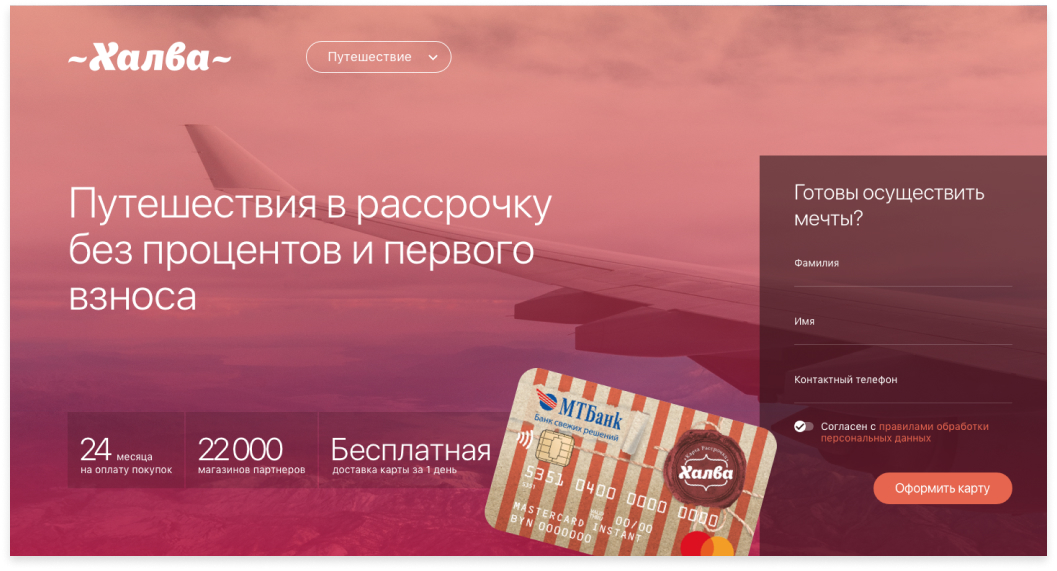 ~Халва~
Путешествие
Путешествия в рассрочку
без процентов и первого
взноса
24 месяца
на оплату покупок
22 000
магазинов партнеров
Бесплатная
доставка карты за 1 день
МТБанк
Банк свежих решений
Карта Рассрочки
Халва
5351 0400 0000 0000
5351
00/00
MASTERCARD INSTANT
BYN 0000000
Готовы осуществить
мечты?
Фамилия
Имя
Контактный телефон
Согласен с правилами обработки
персональных данных
Оформить карту